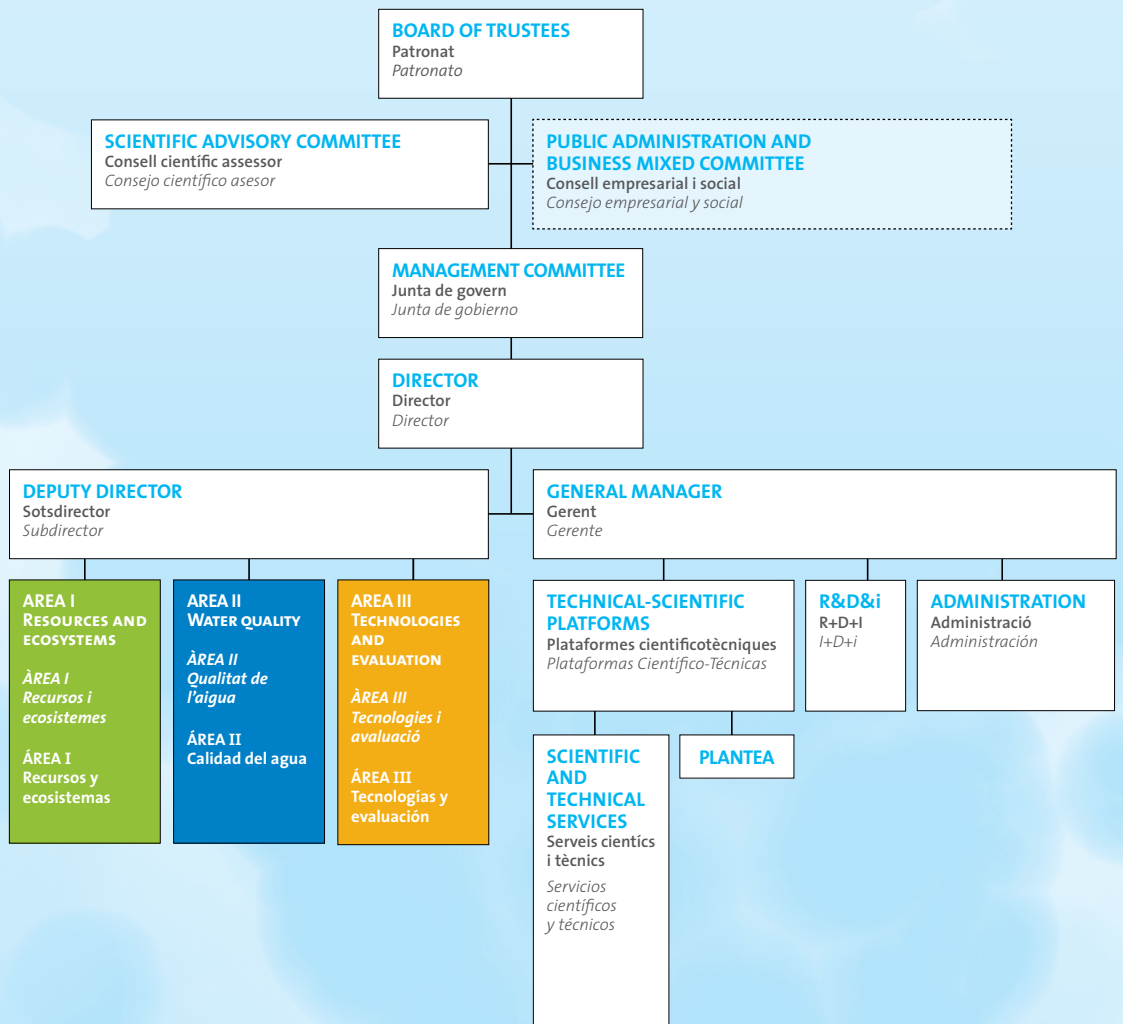 BOARD OF TRUSTEES
Patronat
Patronato
SCIENTIFIC ADVISORY COMMITTEE
Consell científic assessor
Consejo científico asesor
PUBLIC ADMINISTRATION AND
BUSINESS MIXED COMMITTEE
Consell empresarial i social
Consejo empresarial y social
MANAGEMENT COMMITTEE
Junta de govern
Junta de gobierno
DIRECTOR
Director
Director
DEPUTY DIRECTOR
Sotsdirector
Subdirector
GENERAL MANAGER
Gerent
Gerente
AREA I
RESOURCES AND
ECOSYSTEMS
ÀREA I
Recursos i
ecosistemes
ÁREA I
Recursos y
ecosistemas
AREA II
WATER QUALITY
ÀREA II
Qualitat de
l'aigua
ÁREA II
Calidad del agua
AREA III
TECHNOLOGIES
AND
EVALUATION
ÀREA III
Tecnologies i
avaluació
ÁREA III
Tecnologías y
evaluación
TECHNICAL-SCIENTIFIC
PLATFORMS
Plataformes cientificotècniques
Plataformas Científico-Técnicas
R&D&i
R+D+I
I+D+i
ADMINISTRATION
Administració
Administración
SCIENTIFIC
AND
TECHNICAL
SERVICES
Serveis cientícs
i tècnics
Servicios
científicos
y técnicos
PLANTEA